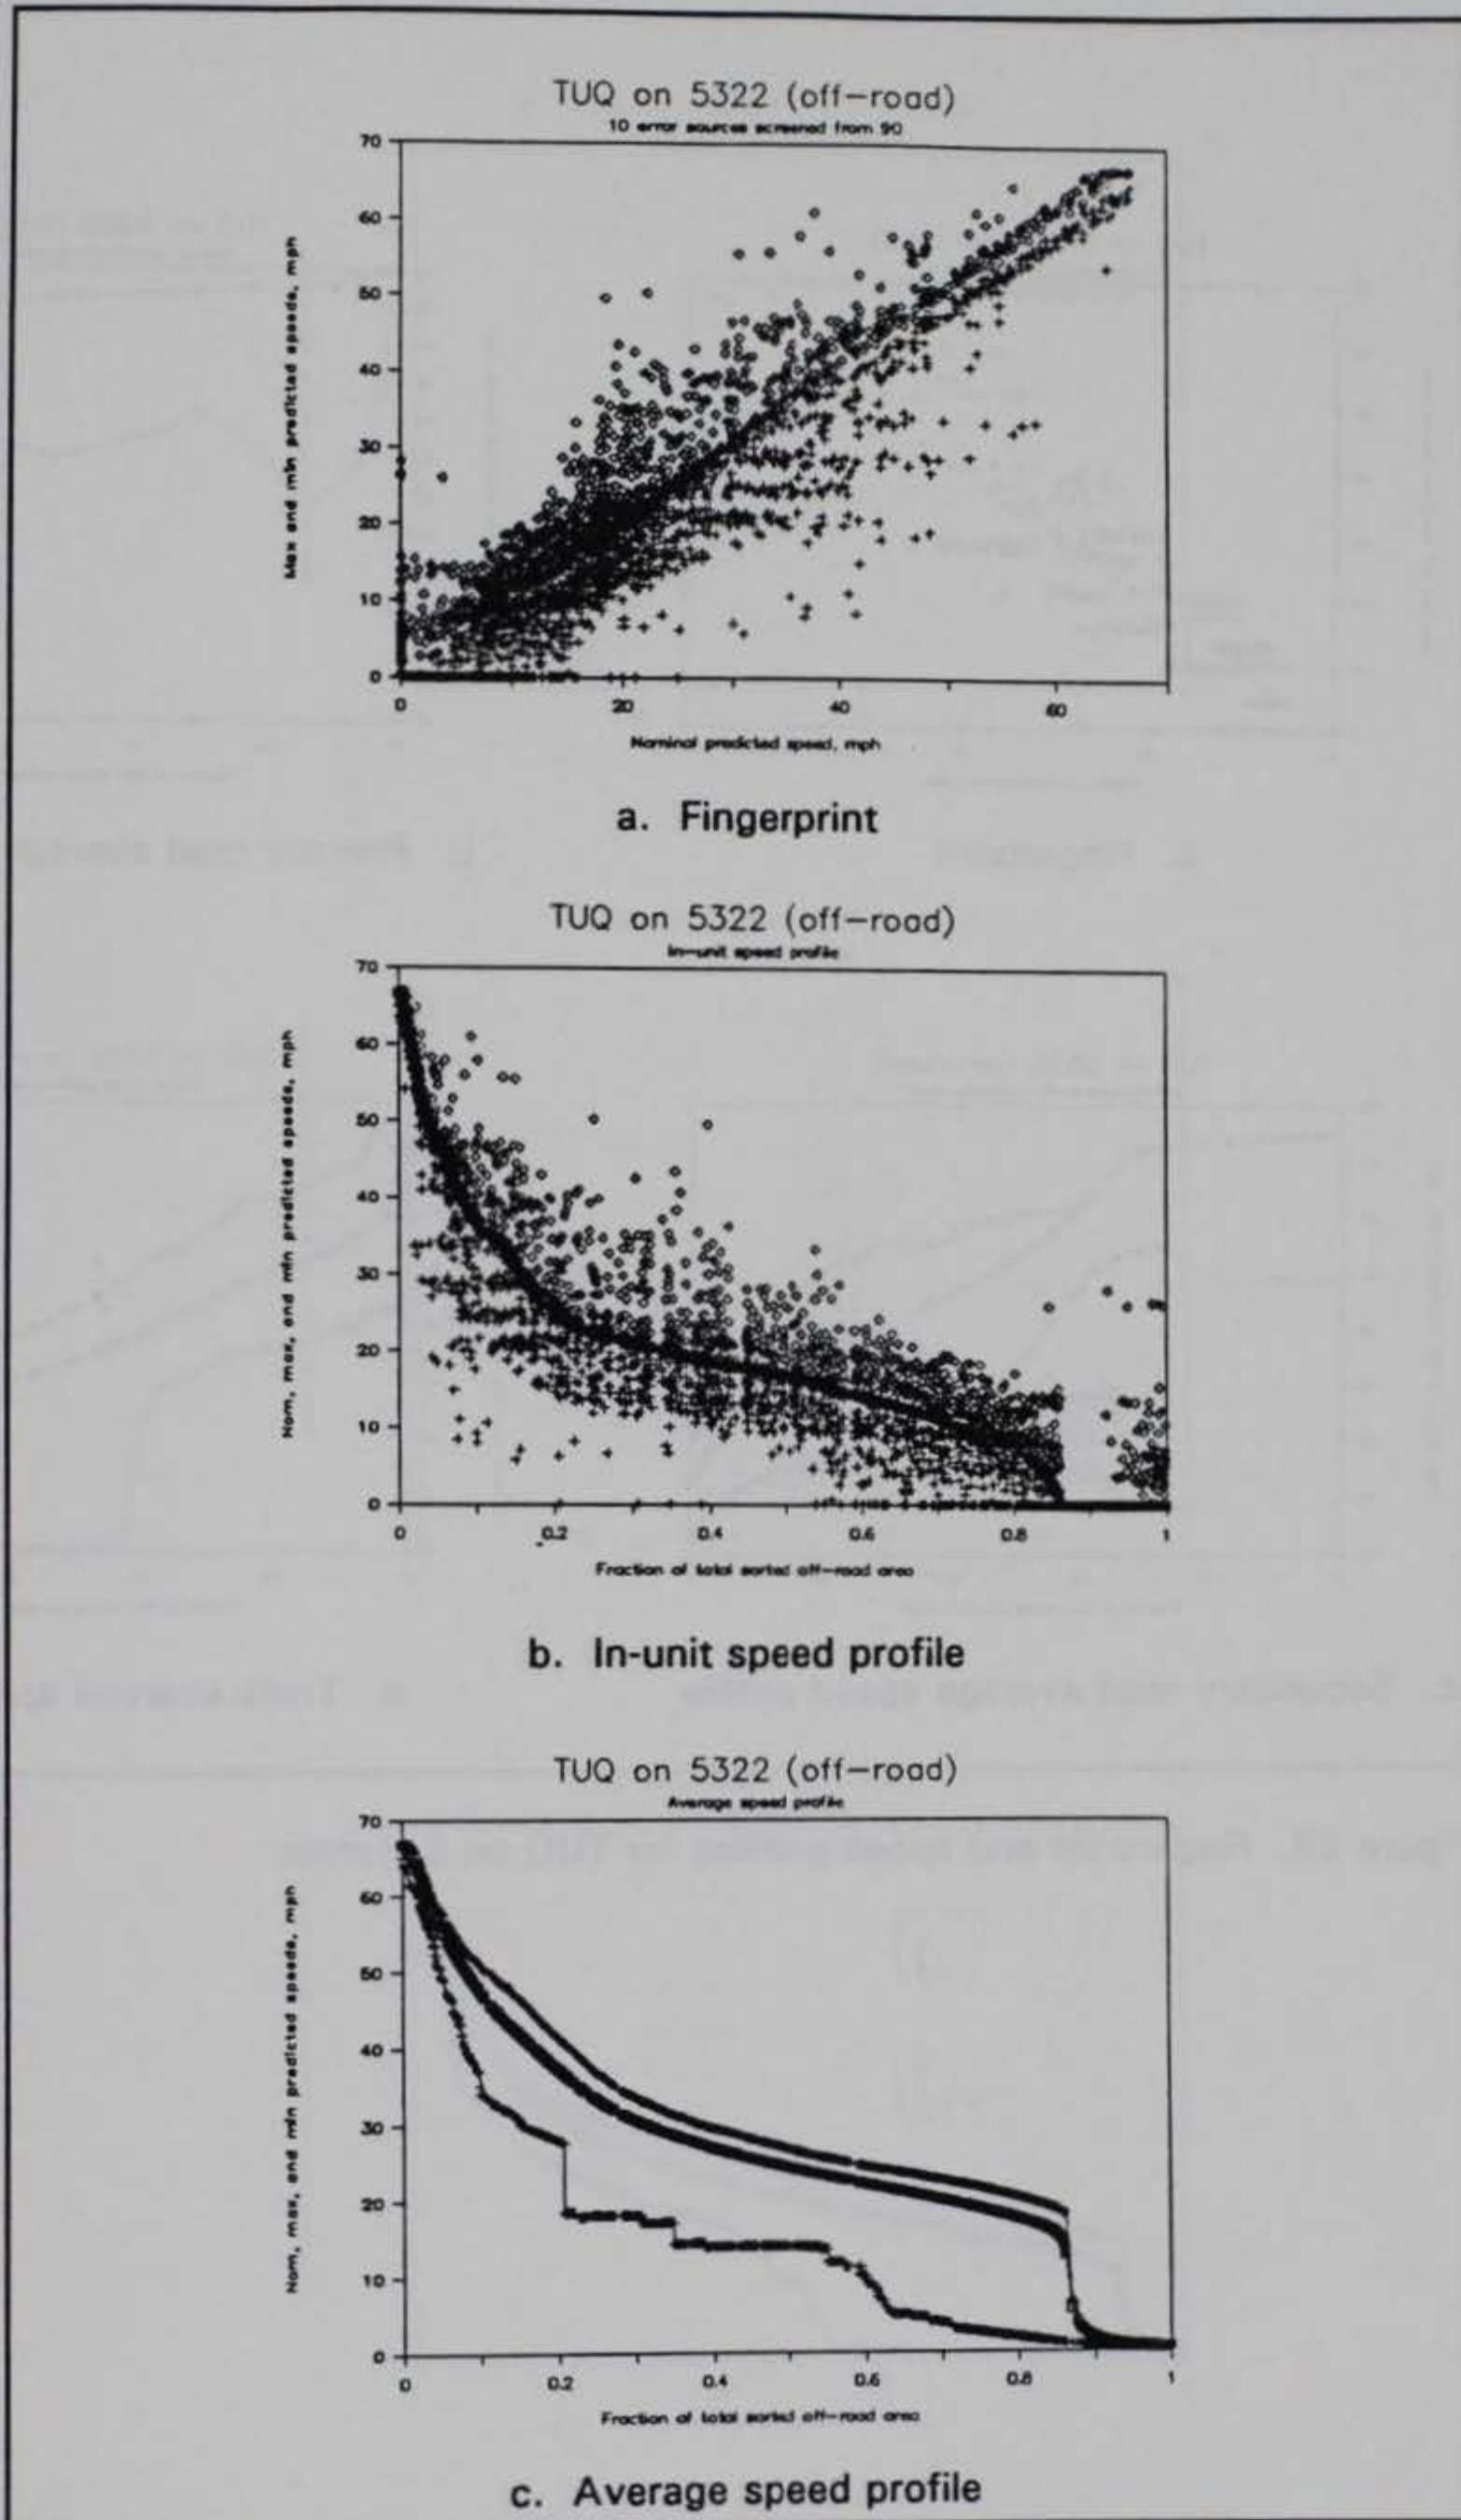 TUQ on 5322 (off-road)
10 error sources screened from 90
70
60
50
40
30
20
10
0
Max and min predicted speeds, mph
0 20 40 60
Nominal predicted speed, mph
a. Fingerprint
TUQ on 5322 (off-road)
In-unit speed profile
70
60
50
40
30
20
10
0
Nom, max, and min predicted speeds, mph
0 0.2 0.4 0.6 0.8 1
Fraction of total sorted off-road area
b. In-unit speed profile
TUQ on 5322 (off-road)
Average speed profile
70
60
50
40
30
20
10
0
Nom, max, and min predicted speeds, mph
0 0.2 0.4 0.6 0.8 1
Fraction of total sorted off-road area
c. Average speed profile